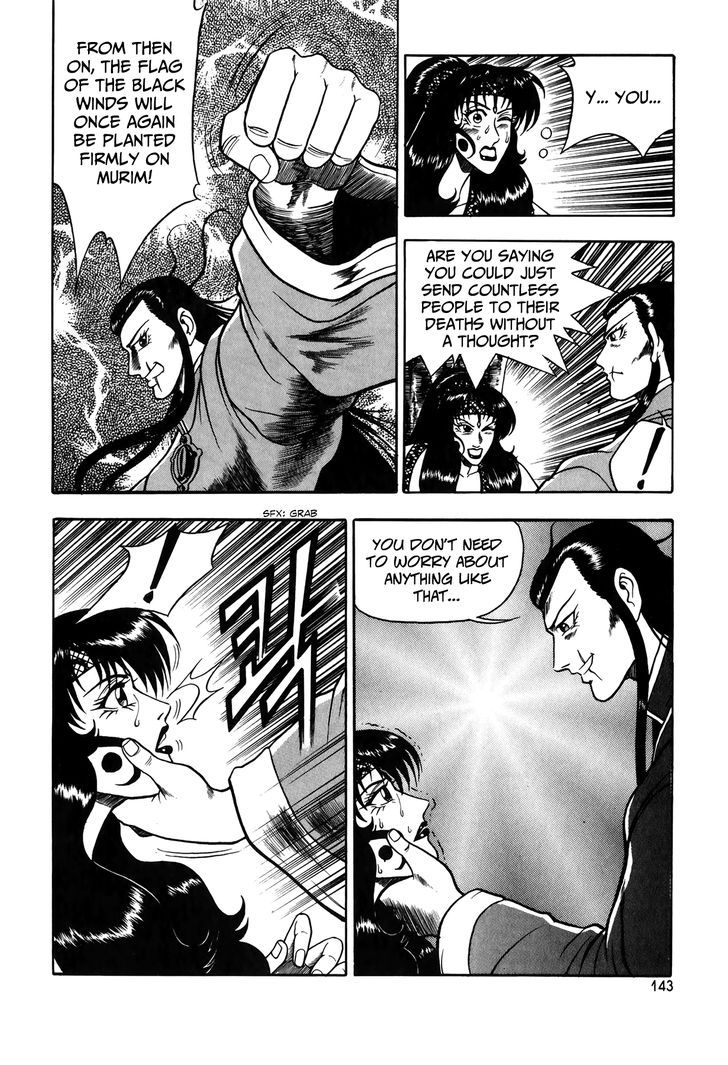 FROM THEN
ON, THE FLAG
OF THE BLACK
WINDS WILL
ONCE AGAIN
BE PLANTED
FIRMLY ON
MURIM!
Y... YOU...
ARE YOU SAYING
YOU COULD JUST
SEND COUNTLESS
PEOPLE TO THEIR
DEATHS WITHOUT
A THOUGHT?
!
SFX: GRAB
!
콱
YOU DON'T NEED
TO WORRY ABOUT
ANYTHING LIKE
THAT...
143